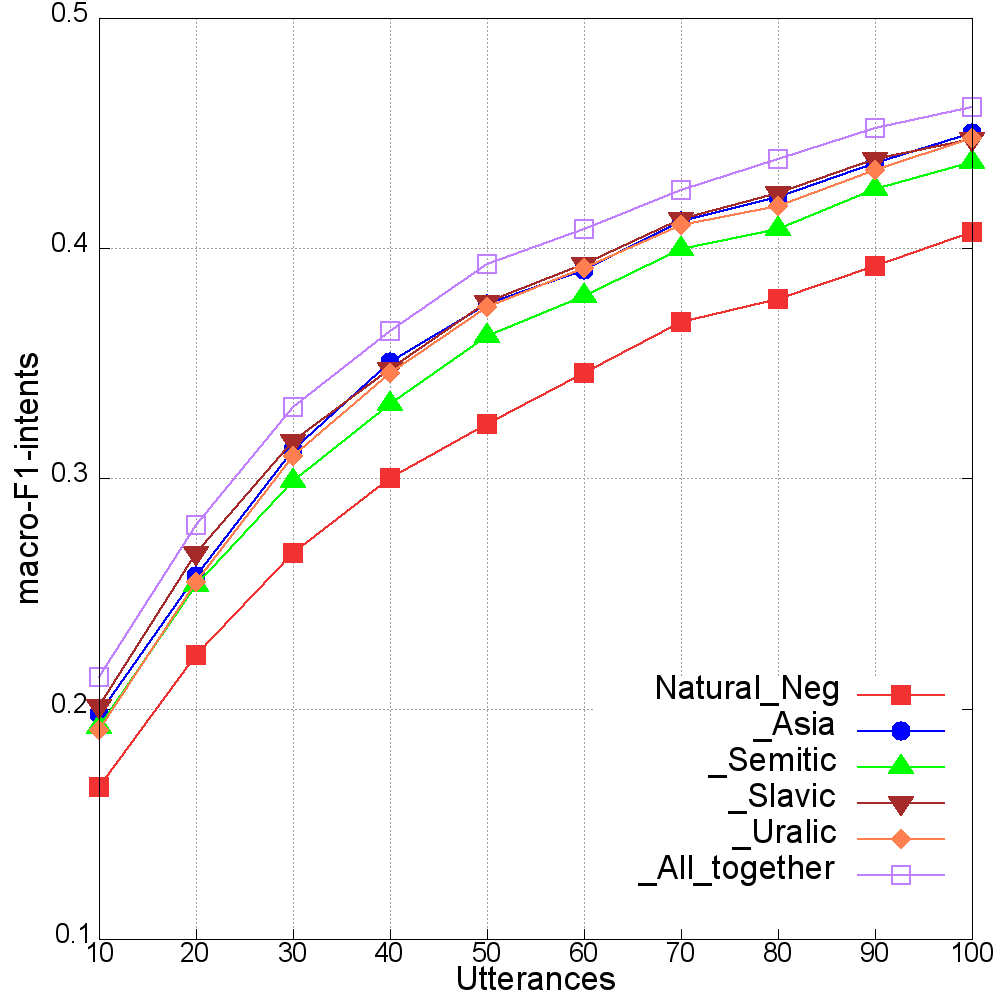 0.5
0.4
0.3
0.2
0.1
macro-F1-intents
Natural_Neg
_Asia
_Semitic
_Slavic
_Uralic
_All_together
10 20 30 40 50 60 70 80 90 100
Utterances